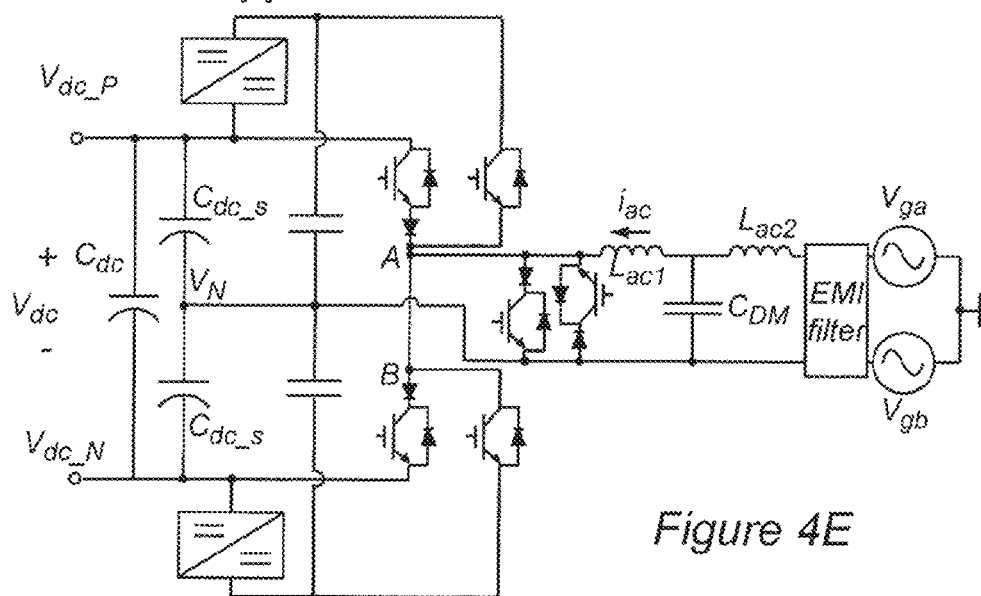 V_dc_P
C_dc_s
+ C_dc
V_dc
-
V_N
C_dc_s
V_dc_N
A
B
i_ac
L_ac1
L_ac2
C_DM
EMI
filter
V_ga
V_gb
Figure 4E